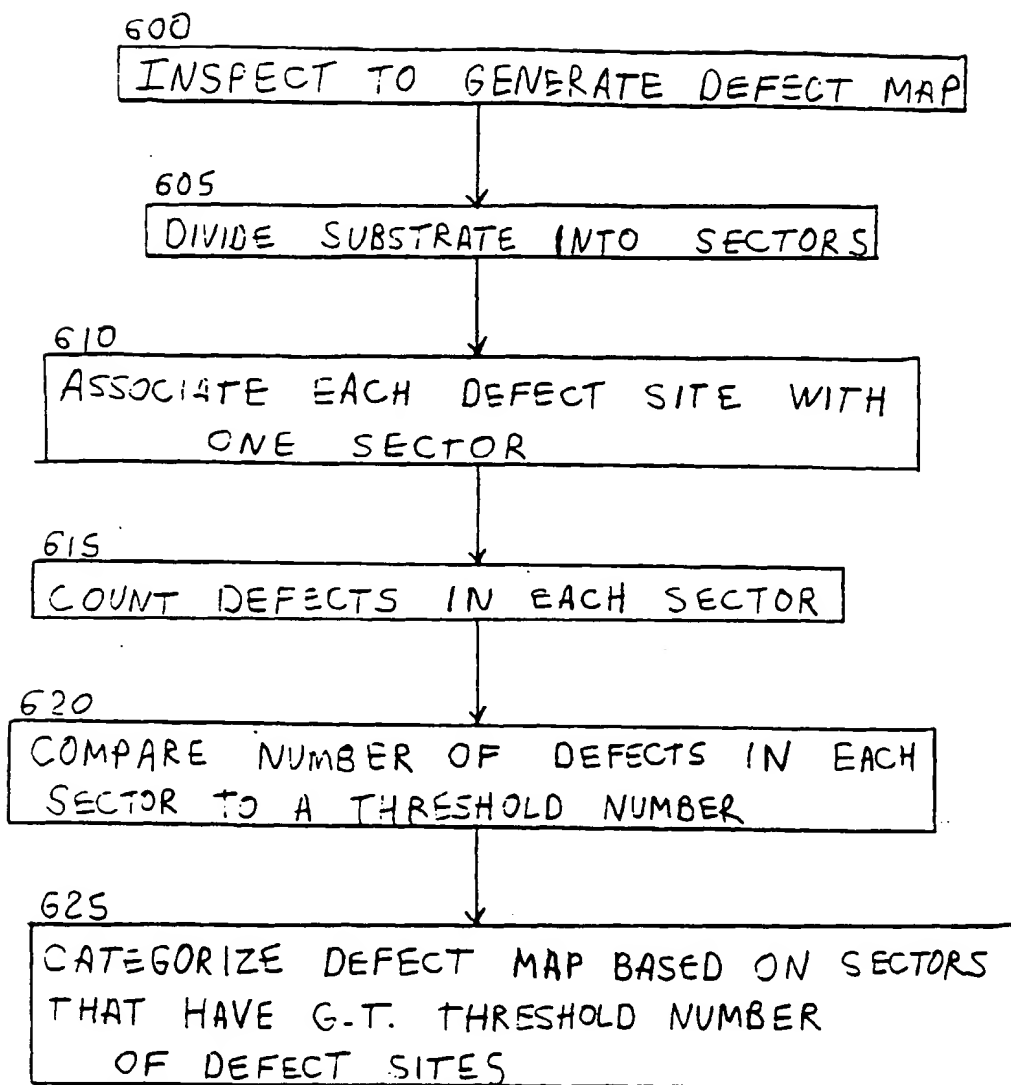 600
INSPECT TO GENERATE DEFECT MAP
605
DIVIDE SUBSTRATE INTO SECTORS
610
ASSOCIATE EACH DEFECT SITE WITH
ONE SECTOR
615
COUNT DEFECTS IN EACH SECTOR
620
COMPARE NUMBER OF DEFECTS IN EACH
SECTOR TO A THRESHOLD NUMBER
625
CATEGORIZE DEFECT MAP BASED ON SECTORS
THAT HAVE G.T. THRESHOLD NUMBER
OF DEFECT SITES